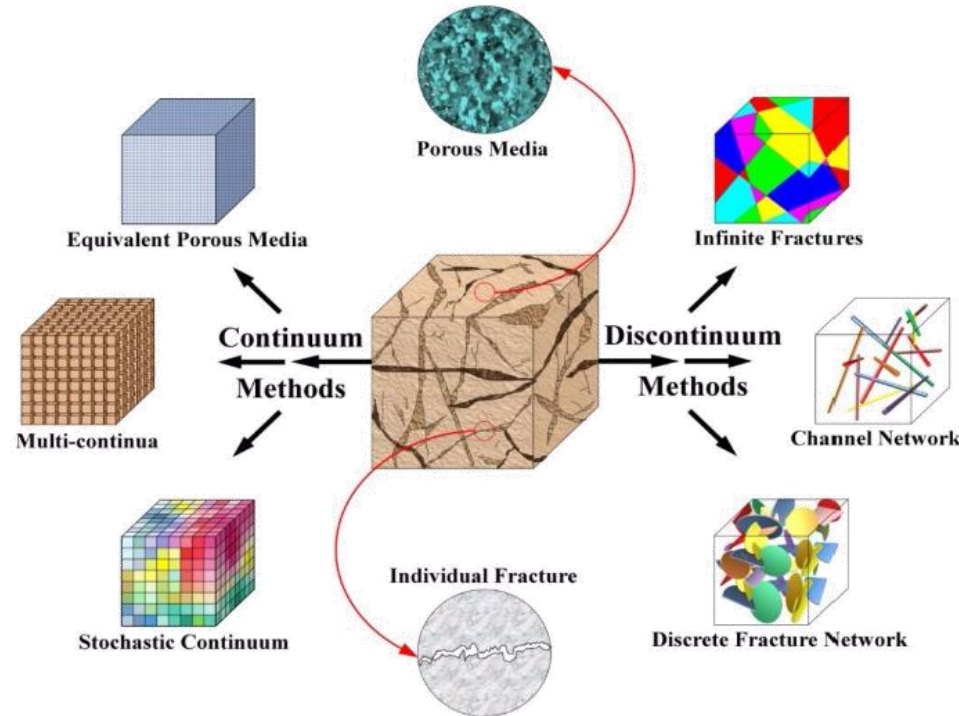 Porous Media
Equivalent Porous Media
Infinite Fractures
Continuum
Methods
Discontinuum
Methods
Multi-continua
Channel Network
Individual Fracture
Stochastic Continuum
Discrete Fracture Network